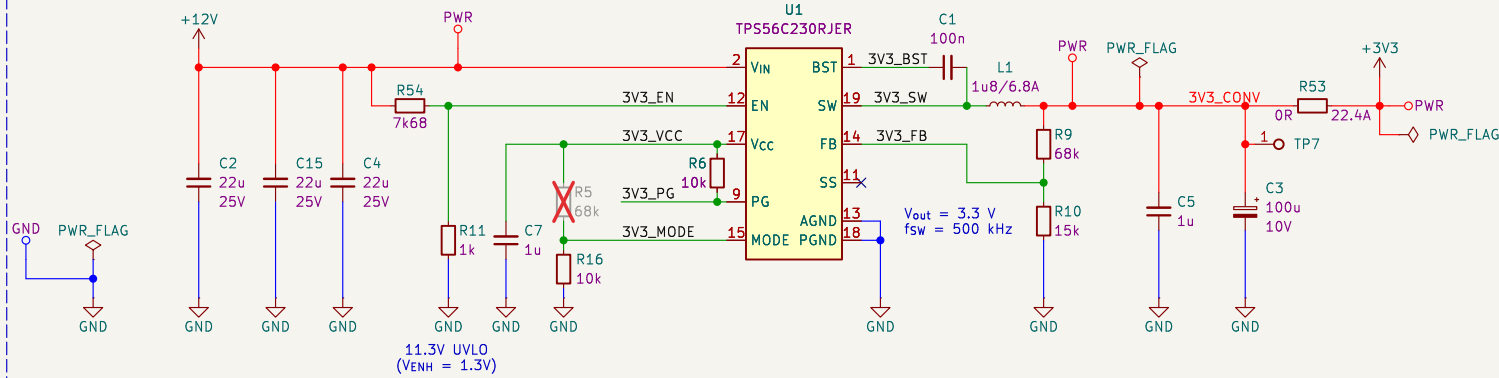 U1
TPS56C230RJER
+12V
PWR
C1
100n
PWR
PWR_FLAG
+3V3
2
VIN
BST
1
3V3_BST
L1
1u8/6.8A
R54
7k68
3V3_EN
12
EN
SW
19
3V3_SW
3V3_CONV
R53
0R
22.4A
PWR
PWR_FLAG
3V3_VCC
17
VCC
FB
14
3V3_FB
R9
68k
1
TP7
C2
22u
25V
C15
22u
25V
C4
22u
25V
R6
10k
SS
11
R5
68k
3V3_PG
9
PG
AGND
13
Vout = 3.3 V
fSW = 500 kHz
R10
15k
C5
1u
C3
+
100u
10V
GND
PWR_FLAG
R11
1k
C7
1u
3V3_MODE
15
MODE
PGND
18
R16
10k
GND
GND
GND
GND
GND
GND
GND
GND
GND
GND
GND
11.3V UVLO
(VENH = 1.3V)